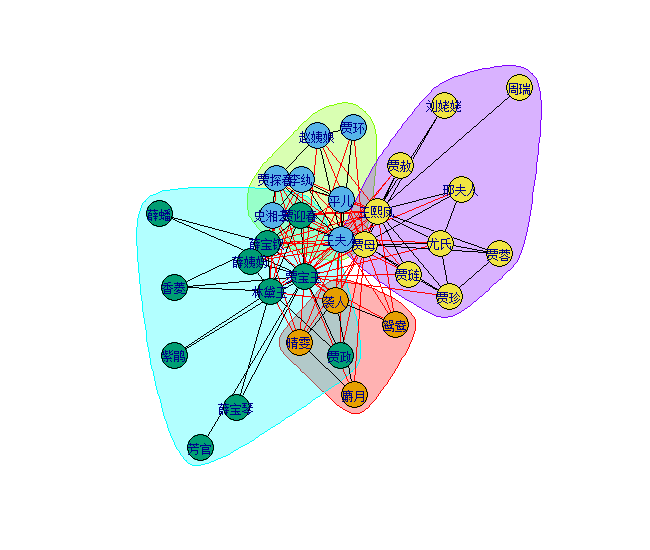 周瑞
刘姥姥
贾环
赵姨娘
贾赦
贾探春
李纨
邢夫人
平儿
薛蟠
史湘云
贾迎春
王熙凤
王夫人
贾母
尤氏
薛宝钗
贾蓉
薛姨妈
贾宝玉
贾琏
香菱
林黛玉
贾珍
袭人
鸳鸯
晴雯
紫鹃
贾政
麝月
薛宝琴
芳官